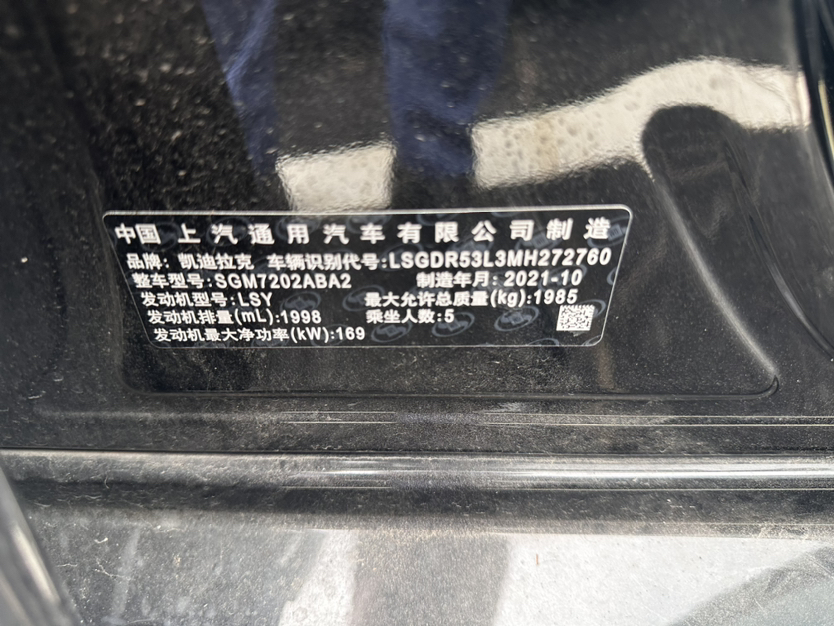 中国 上汽通用汽车有限公司制造
品牌: 凯迪拉克 车辆识别代号:LSGDR53L3MH272760
整车型号:SGM7202ABA2 制造年月: 2021-10
发动机型号:LSY 最大允许总质量(kg):1985
发动机排量(mL):1998 乘坐人数:5
发动机最大净功率(kW):169